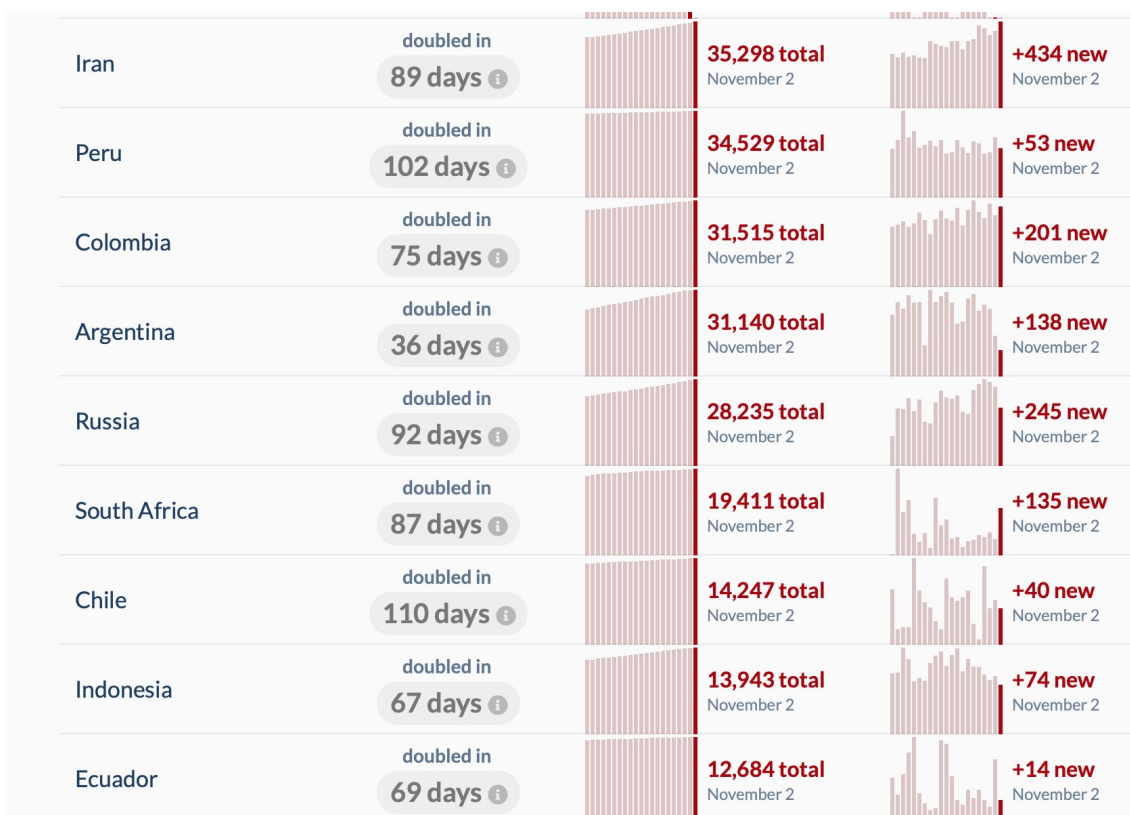 Iran
doubled in
89 days
35,298 total
November 2
+434 new
November 2
Peru
doubled in
102 days
34,529 total
November 2
+53 new
November 2
Colombia
doubled in
75 days
31,515 total
November 2
+201 new
November 2
Argentina
doubled in
36 days
31,140 total
November 2
+138 new
November 2
Russia
doubled in
92 days
28,235 total
November 2
+245 new
November 2
South Africa
doubled in
87 days
19,411 total
November 2
+135 new
November 2
Chile
doubled in
110 days
14,247 total
November 2
+40 new
November 2
Indonesia
doubled in
67 days
13,943 total
November 2
+74 new
November 2
Ecuador
doubled in
69 days
12,684 total
November 2
+14 new
November 2